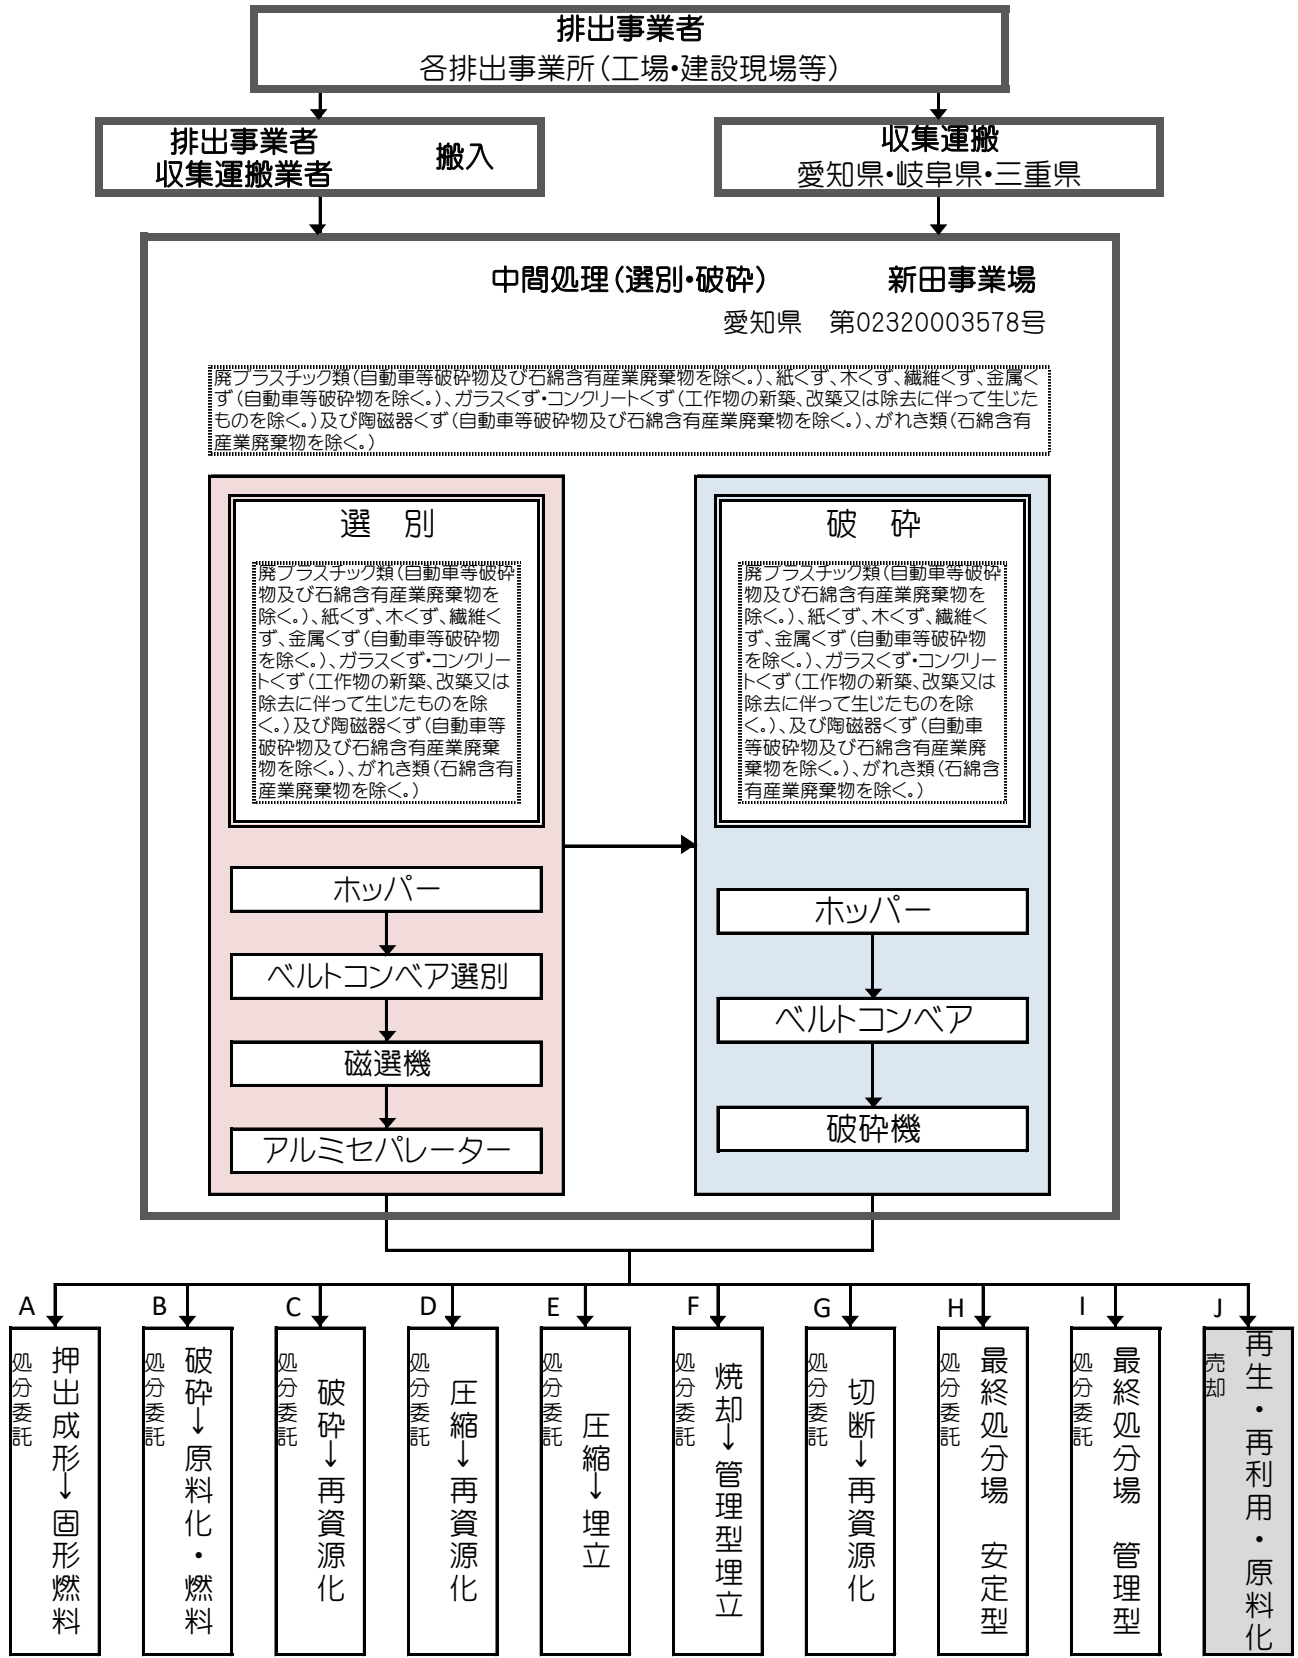 排出事業者
各排出事業所(工場・建設現場等)
排出事業者
収集運搬業者
搬入
収集運搬
愛知県・岐阜県・三重県
中間処理(選別・破砕) 新田事業場
愛知県 第02320003578号
廃プラスチック類(自動車等破砕物及び石綿含有産業廃棄物を除く。)、紙くず、木くず、繊維くず、金属く
ず(自動車等破砕物を除く。)、ガラスくず・コンクリートくず(工作物の新築、改築又は除去に伴って生じた
ものを除く。)及び陶磁器くず(自動車等破砕物及び石綿含有産業廃棄物を除く。)、がれき類(石綿含有
産業廃棄物を除く。)
選 別
廃プラスチック類(自動車等破砕
物及び石綿含有産業廃棄物を
除く。)、紙くず、木くず、繊維く
ず、金属くず(自動車等破砕物
を除く。)、ガラスくず・コンクリー
トくず(工作物の新築、改築又は
除去に伴って生じたものを除
く。)及び陶磁器くず(自動車等
破砕物及び石綿含有産業廃棄
物を除く。)、がれき類(石綿含有
産業廃棄物を除く。)
ホッパー
ベルトコンベア選別
磁選機
アルミセパレーター
破 砕
廃プラスチック類(自動車等破砕
物及び石綿含有産業廃棄物を
除く。)、紙くず、木くず、繊維く
ず、金属くず(自動車等破砕物
を除く。)、ガラスくず・コンクリー
トくず(工作物の新築、改築又は
除去に伴って生じたものを除
く。)、及び陶磁器くず(自動車
等破砕物及び石綿含有産業廃
棄物を除く。)、がれき類(石綿含
有産業廃棄物を除く。)
ホッパー
ベルトコンベア
破砕機
A
押出成形→固形燃料
処分委託
B
破砕→原料化・燃料
処分委託
C
破砕→再資源化
処分委託
D
圧縮→再資源化
処分委託
E
圧縮→埋立
処分委託
F
焼却→管理型埋立
処分委託
G
切断→再資源化
処分委託
H
最終処分場 安定型
処分委託
I
最終処分場 管理型
処分委託
J
再生・再利用・原料化
売却